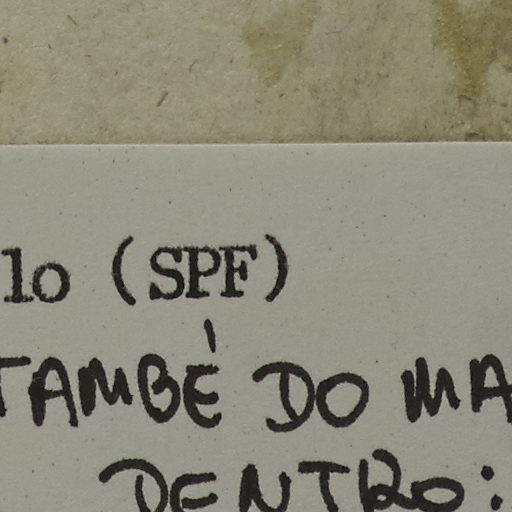 lo (SPF)
TAMBÉ DO MA
DENTRO: